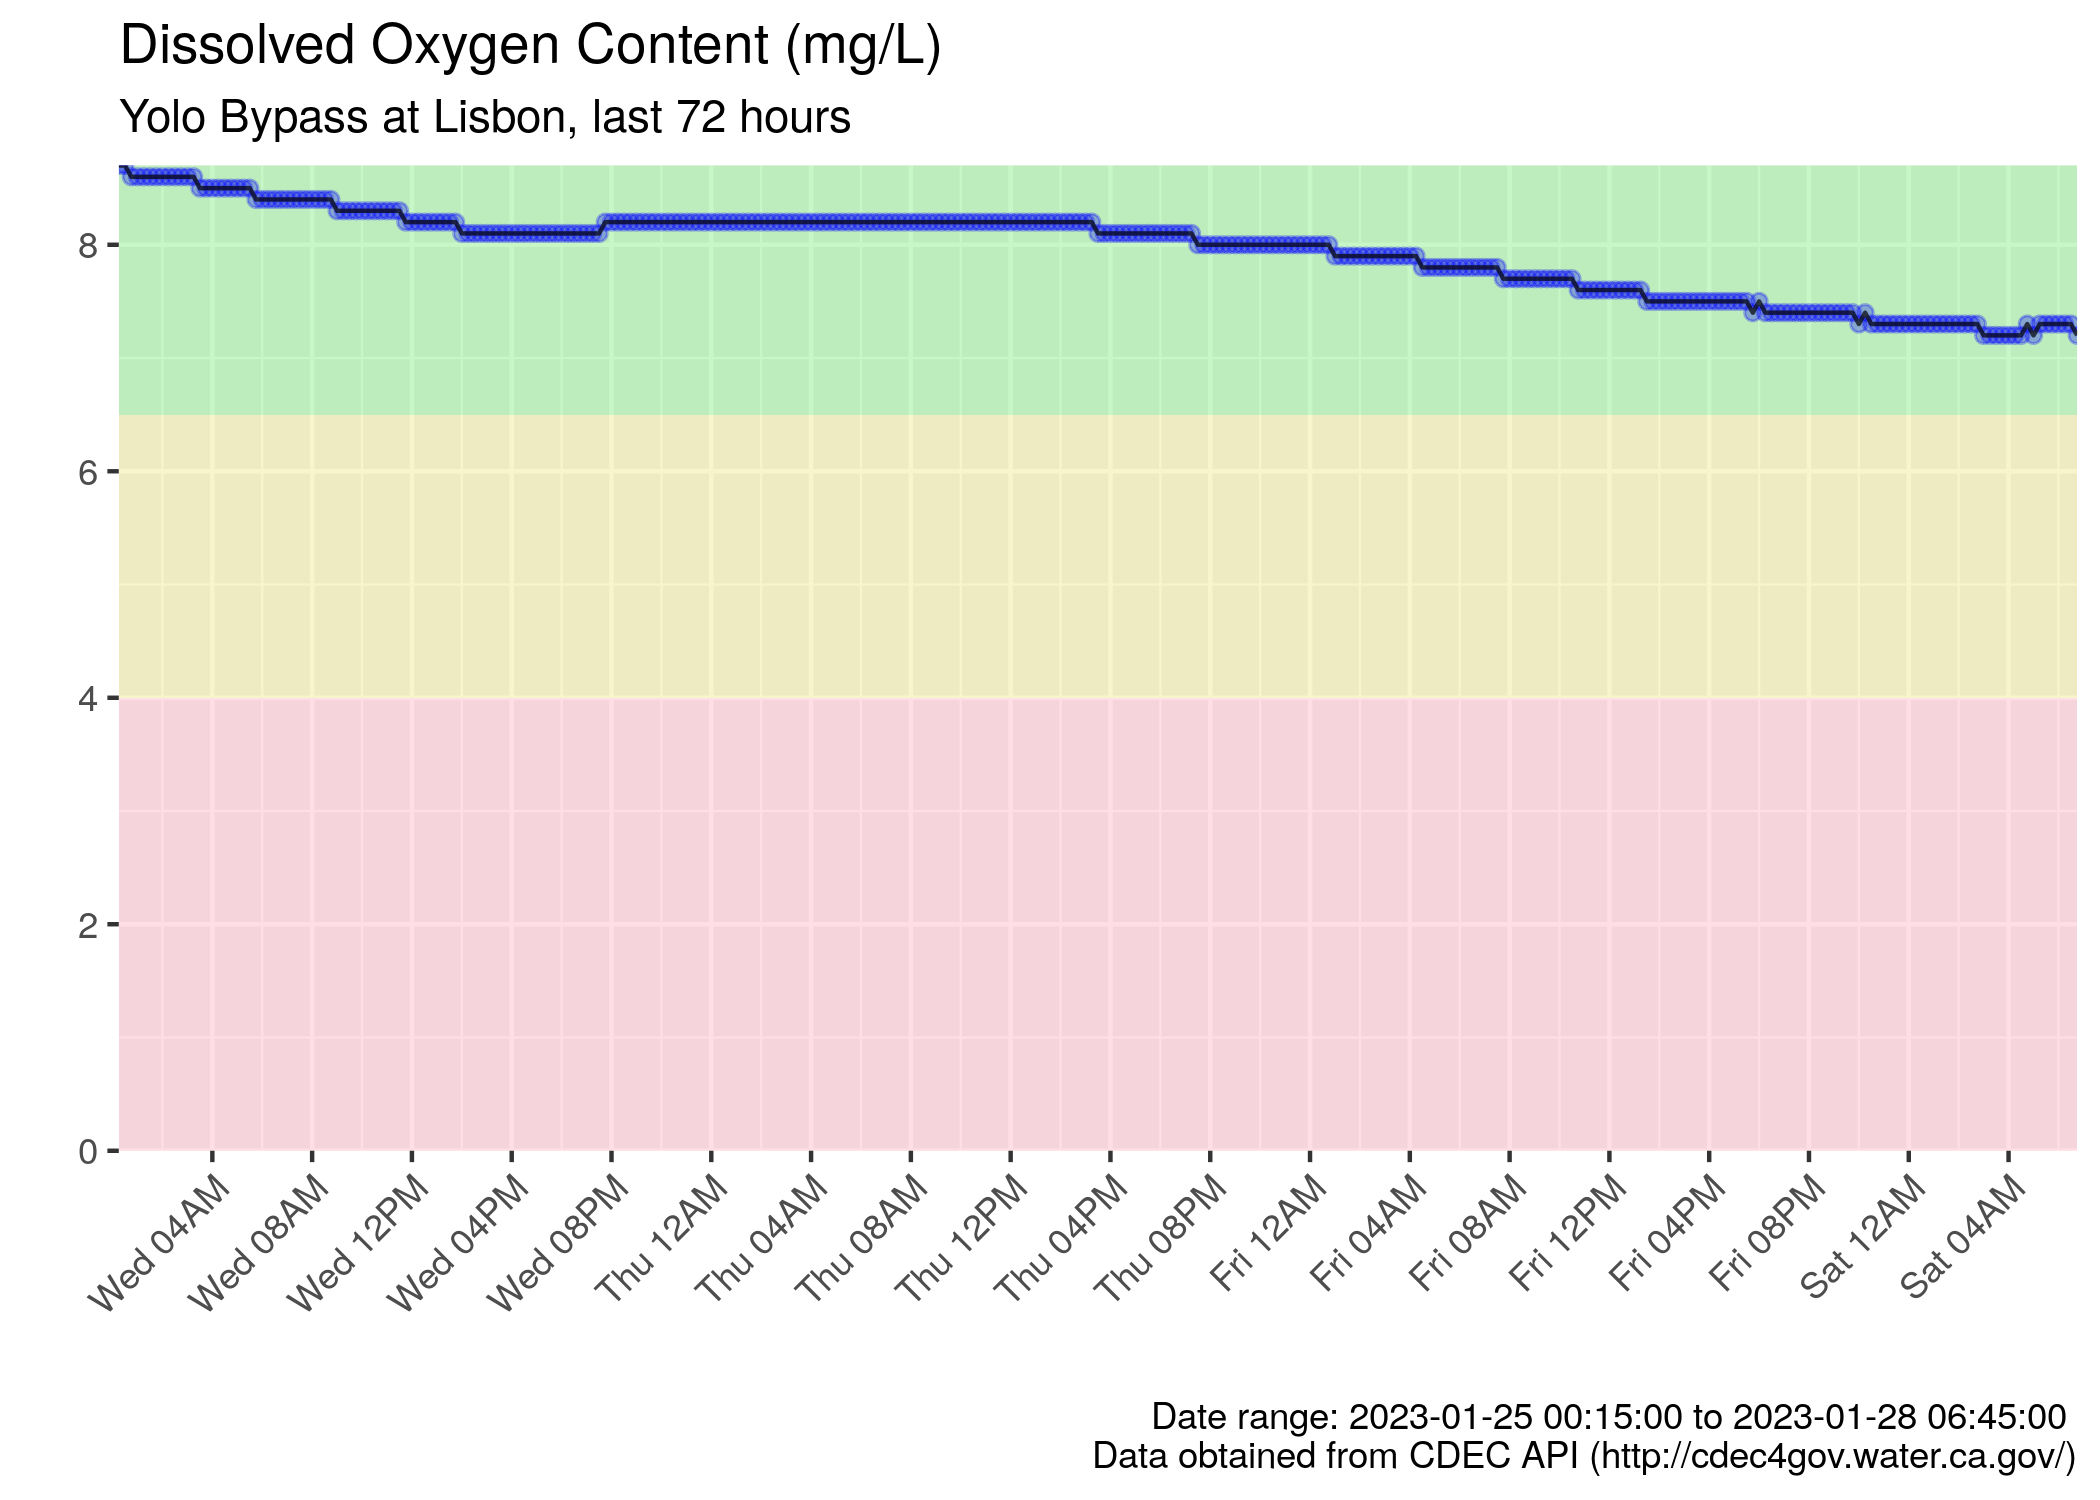 Dissolved Oxygen Content (mg/L)
Yolo Bypass at Lisbon, last 72 hours
8
6
4
2
0
Wed 04AM
Wed 08AM
Wed 12PM
Wed 04PM
Wed 08PM
Thu 12AM
Thu 04AM
Thu 08AM
Thu 12PM
Thu 04PM
Thu 08PM
Fri 12AM
Fri 04AM
Fri 08AM
Fri 12PM
Fri 04PM
Fri 08PM
Sat 12AM
Sat 04AM
Date range: 2023-01-25 00:15:00 to 2023-01-28 06:45:00
Data obtained from CDEC API (http://cdec4gov.water.ca.gov/)